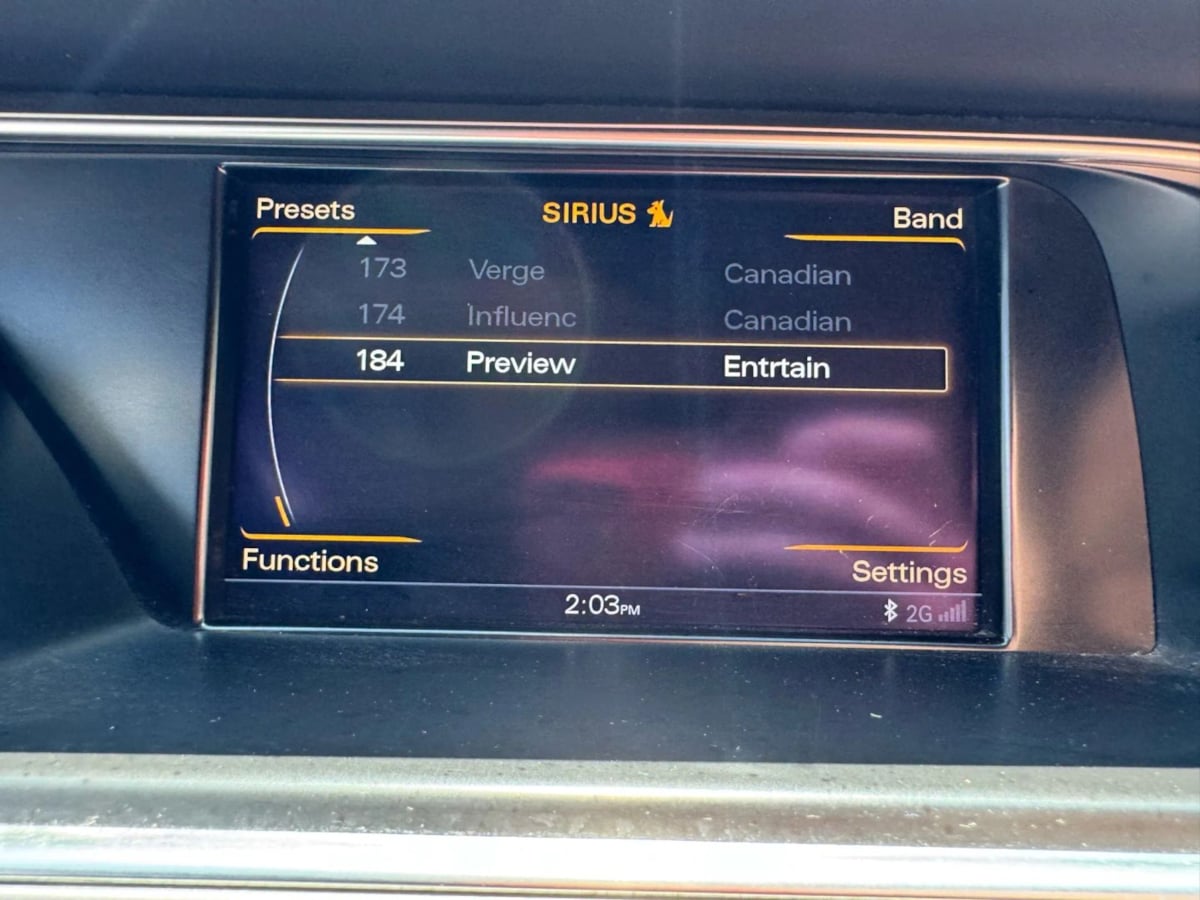 Presets SIRIUS Band
173 Verge Canadian
174 Influenc Canadian
184 Preview Entrtain
Functions Settings
2:03PM 2G